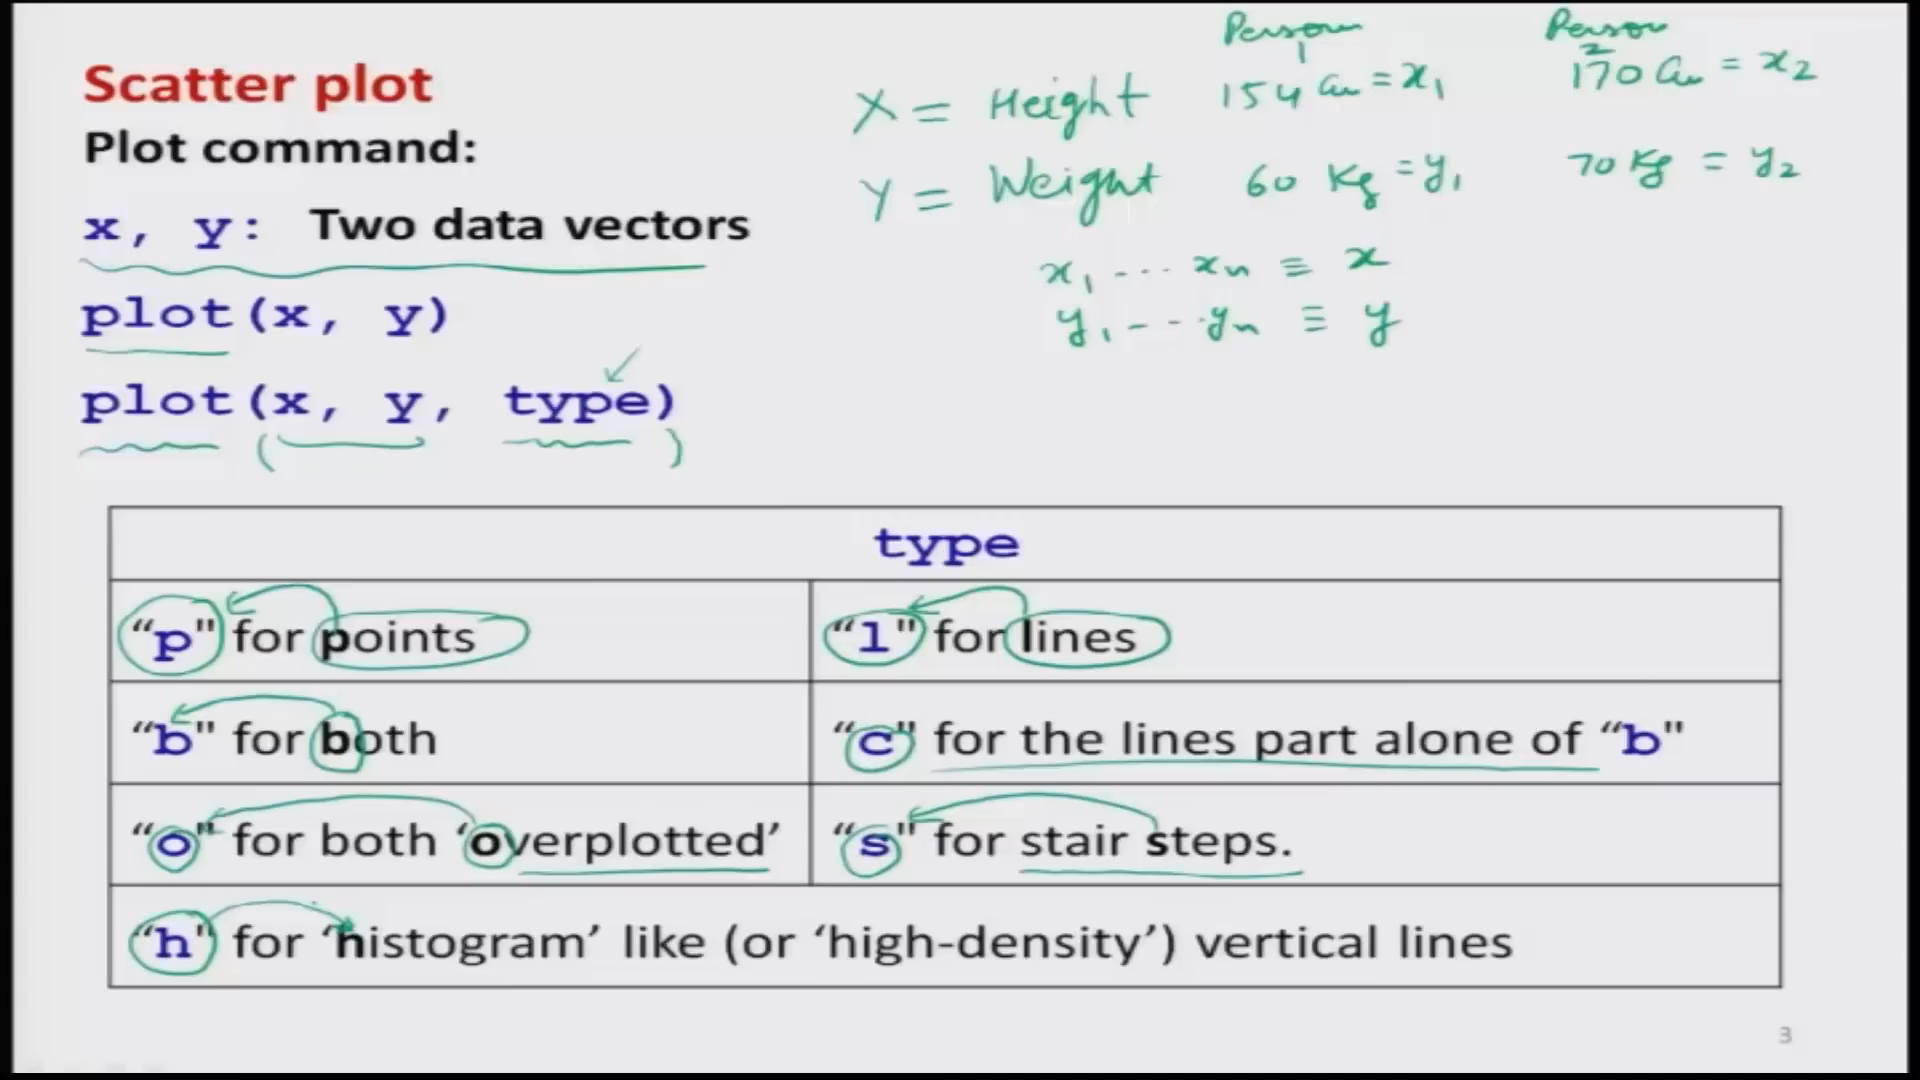 Scatter plot
Plot command:
x, y: Two data vectors
plot(x, y)
plot(x, y, type)
Person 1 Person 2
X = Height 154 cm = x1 170 cm = x2
Y = Weight 60 Kg = y1 70 Kg = y2
x1 --- xn ≡ x
y1 --- yn ≡ y
type
“p" for points “l" for lines
“b" for both “c" for the lines part alone of “b"
“o" for both ‘overplotted’ “s" for stair steps.
“h" for ‘histogram’ like (or ‘high-density’) vertical lines
3